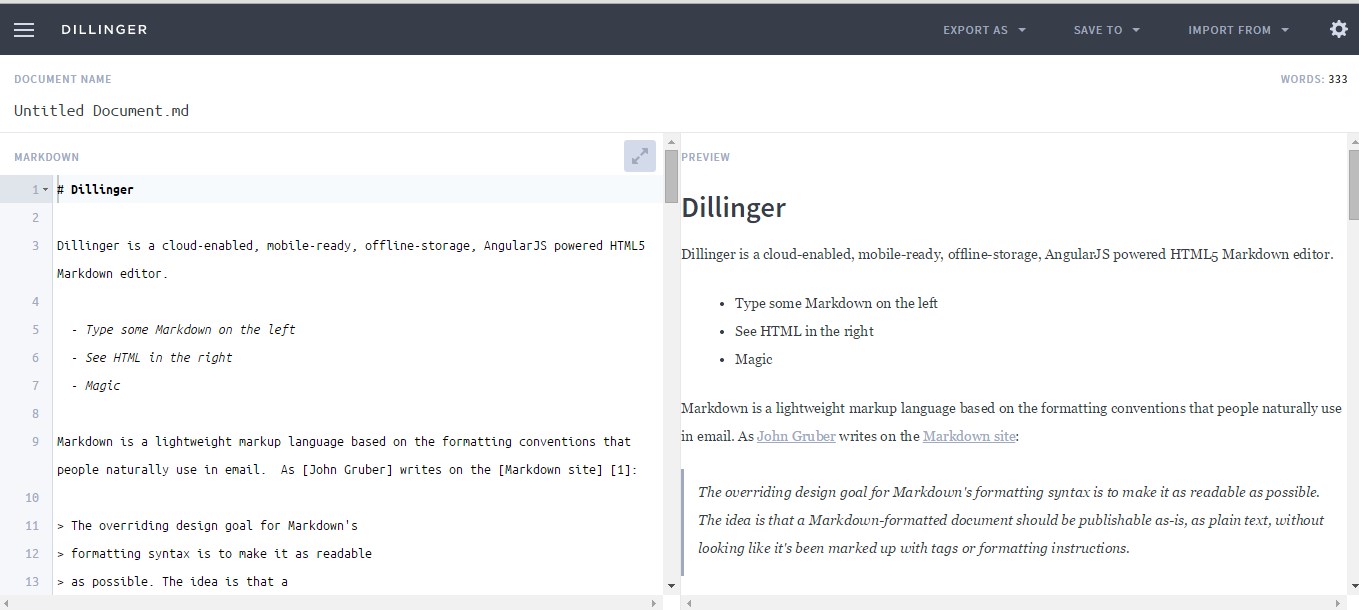 DILLINGER
EXPORT AS
SAVE TO
IMPORT FROM
DOCUMENT NAME
WORDS: 333
Untitled Document.md
MARKDOWN
1
# Dillinger
2
3
Dillinger is a cloud-enabled, mobile-ready, offline-storage, AngularJS powered HTML5
Markdown editor.
4
5
- Type some Markdown on the left
6
- See HTML in the right
7
- Magic
8
9
Markdown is a lightweight markup language based on the formatting conventions that
people naturally use in email.  As [John Gruber] writes on the [Markdown site] [1]:
10
11
> The overriding design goal for Markdown's
12
> formatting syntax is to make it as readable
13
> as possible. The idea is that a
PREVIEW
Dillinger
Dillinger is a cloud-enabled, mobile-ready, offline-storage, AngularJS powered HTML5 Markdown editor.
• Type some Markdown on the left
• See HTML in the right
• Magic
Markdown is a lightweight markup language based on the formatting conventions that people naturally use
in email. As John Gruber writes on the Markdown site:
The overriding design goal for Markdown's formatting syntax is to make it as readable as possible.
The idea is that a Markdown-formatted document should be publishable as-is, as plain text, without
looking like it's been marked up with tags or formatting instructions.